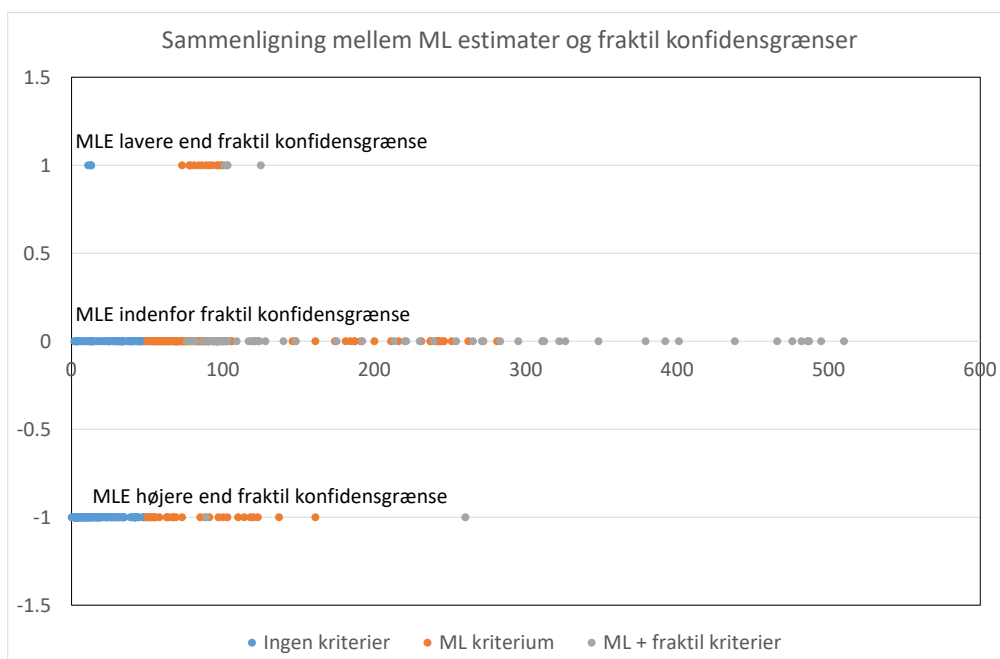 Sammenligning mellem ML estimater og fraktil konfidensgrænser
1.5
MLE lavere end fraktil konfidensgrænse
1
0.5
MLE indenfor fraktil konfidensgrænse
0
0 100 200 300 400 500 600
-0.5
MLE højere end fraktil konfidensgrænse
-1
-1.5
Ingen kriterier ML kriterium ML + fraktil kriterier